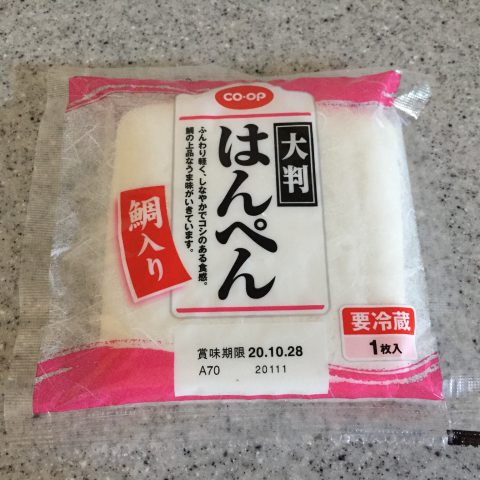 CO·OP
大判
はんぺん
ふんわり軽く、しなやかでコシのある食感。
鯛の上品なうま味がいきています。
鯛入り
要冷蔵
1枚入
賞味期限 20.10.28
A70 20111